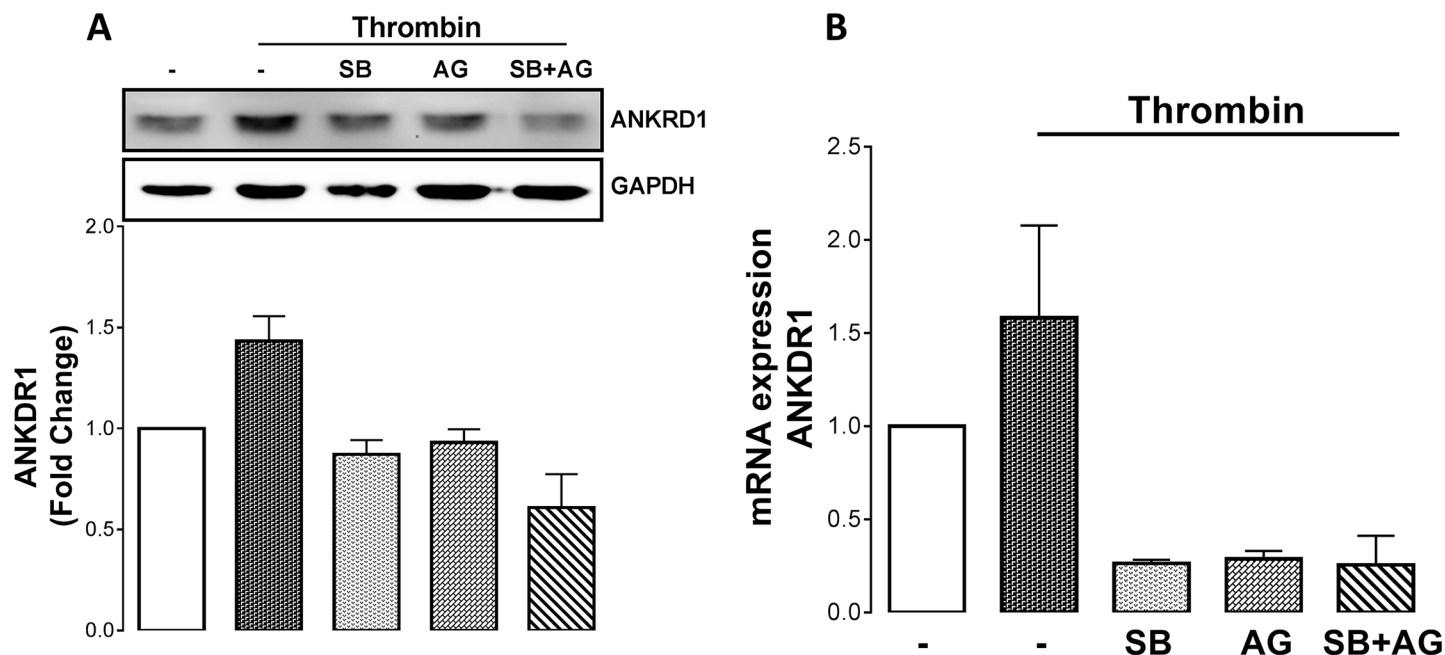 A
Thrombin
- - SB AG SB+AG
ANKRD1
GAPDH
2.0
1.5
1.0
0.5
0.0
ANKDR1
(Fold Change)
B
Thrombin
2.5
2.0
1.5
1.0
0.5
0.0
mRNA expression
ANKDR1
- - SB AG SB+AG